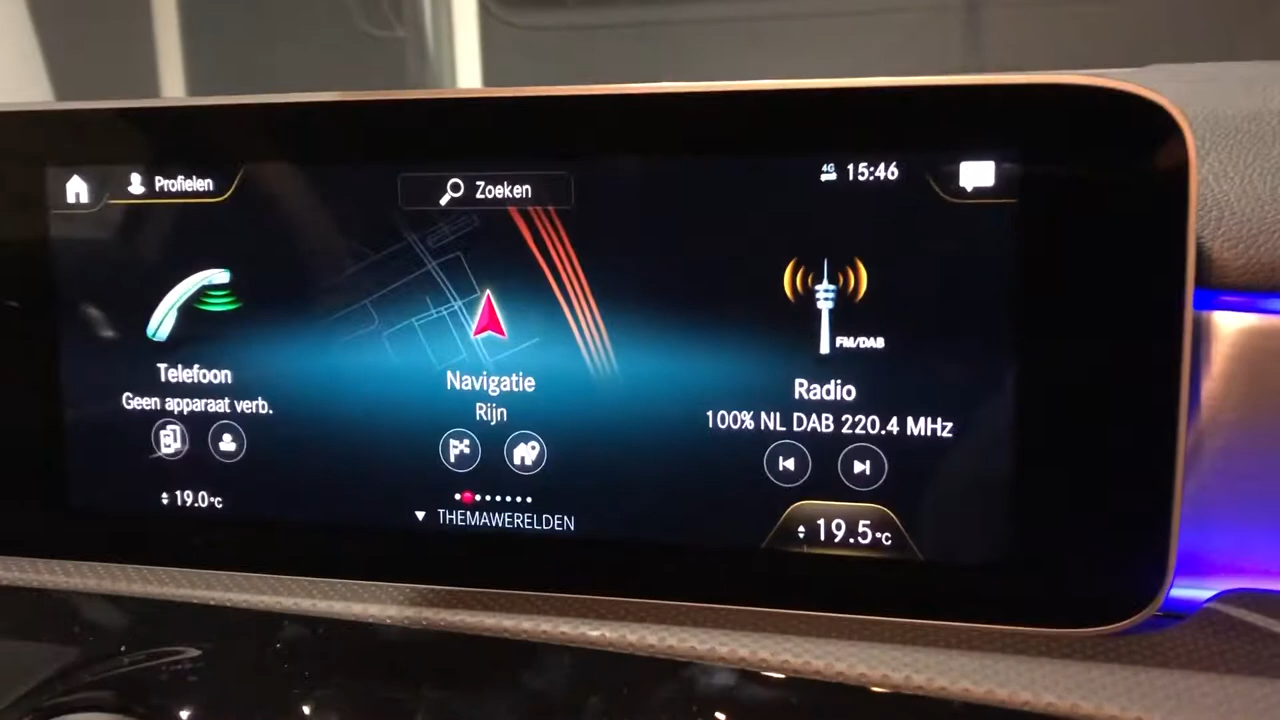 Profielen
Zoeken
4G 15:46
Telefoon
Geen apparaat verb.
Navigatie
Rijn
FM/DAB
Radio
100% NL DAB 220.4 MHz
19.0°C
THEMAWERELDEN
19.5°C